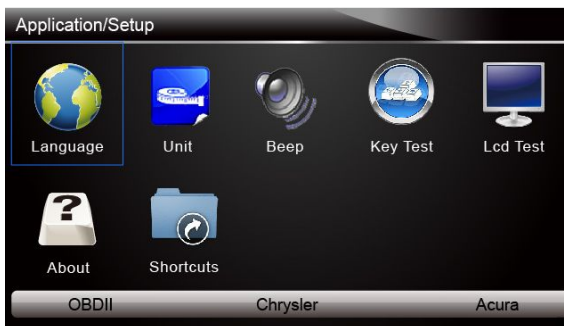 Application/Setup
Language Unit Beep Key Test Lcd Test
About Shortcuts
OBDII Chrysler Acura